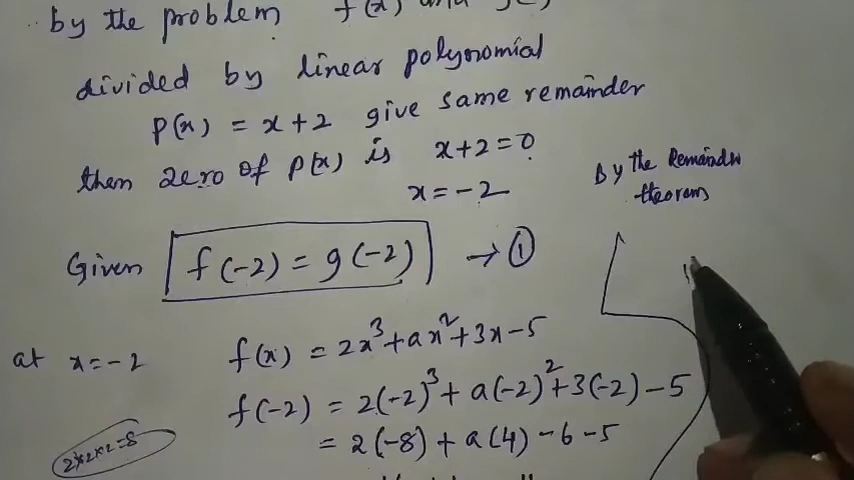 by the problem f(x) and g(x)
divided by linear polynomial
p(x) = x+2 give same remainder
then zero of p(x) is x+2=0
x=-2
By the Remainder
theorem
Given f(-2) = g(-2) → ①
at x=-2 f(x) = 2x³+ax²+3x-5
f(-2) = 2(-2)³+a(-2)²+3(-2)-5
= 2(-8)+a(4)-6-5
2*2*2=8